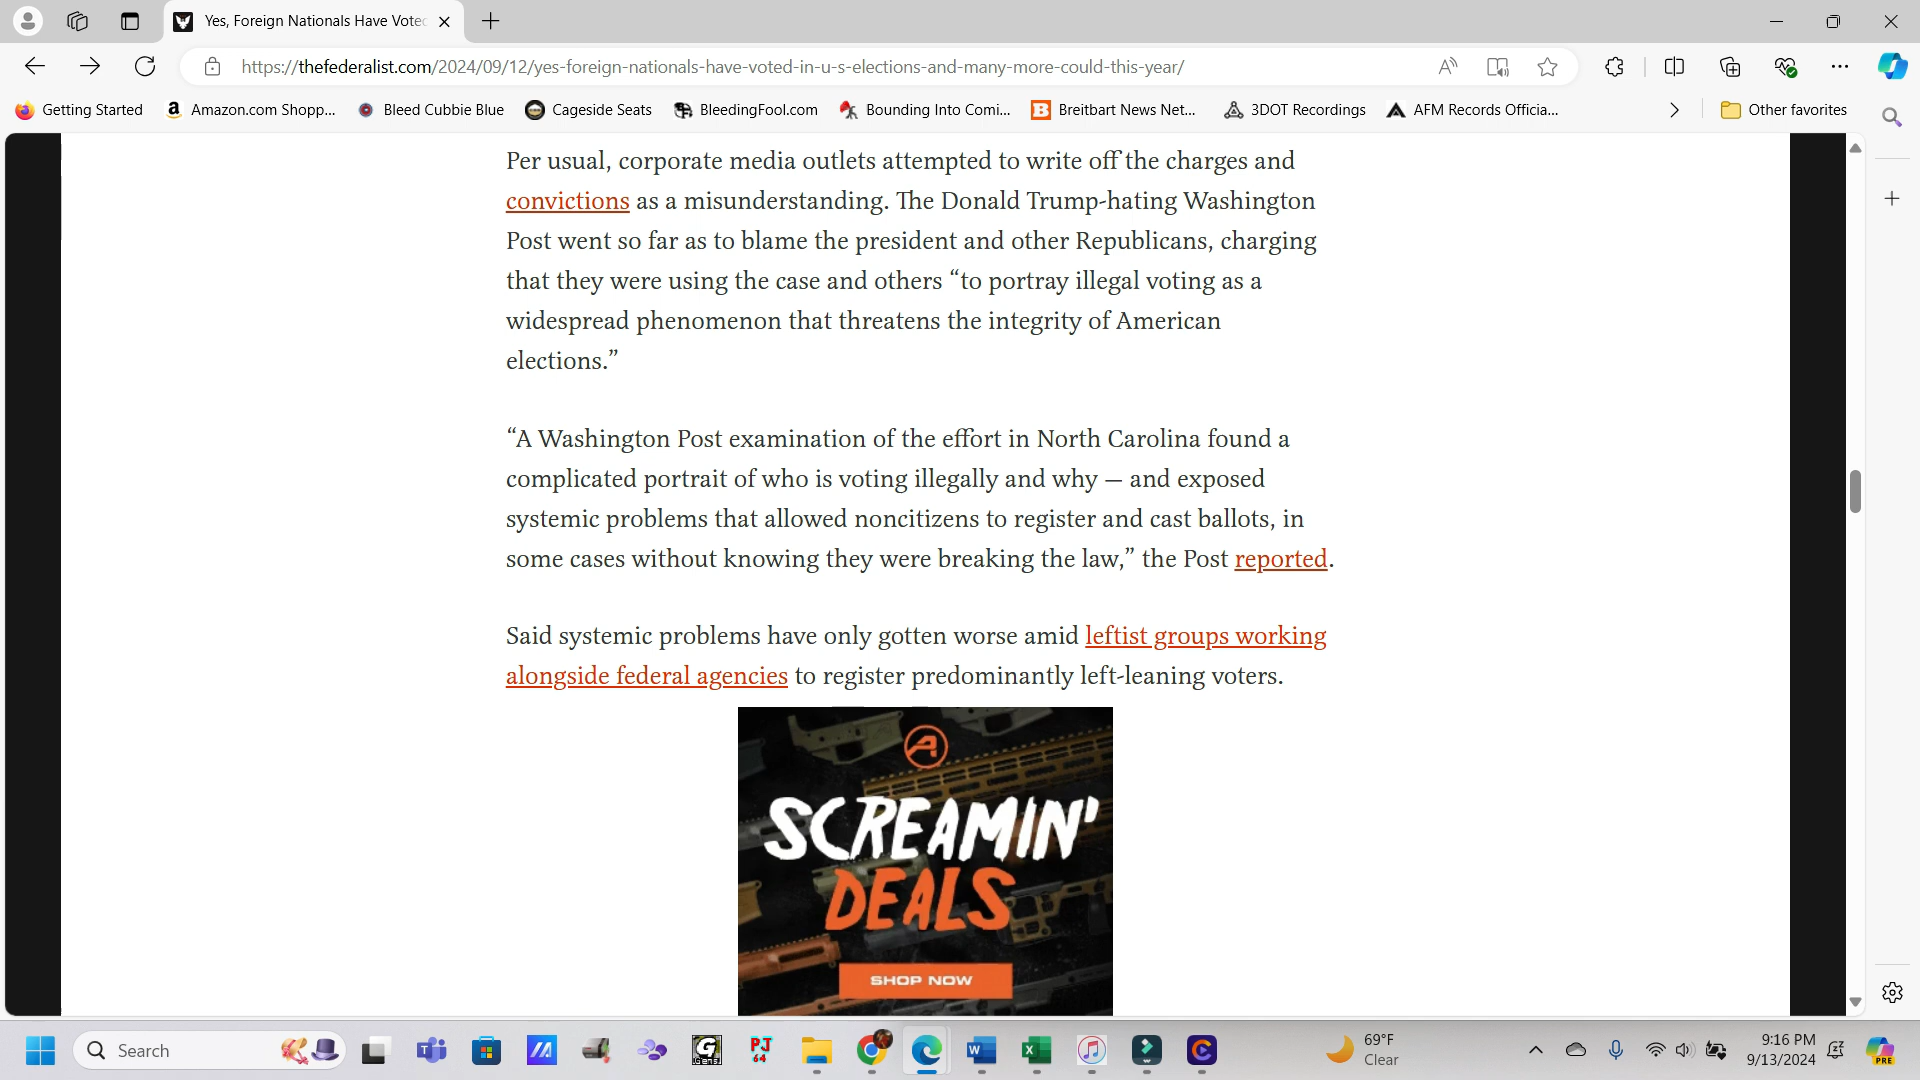 Yes, Foreign Nationals Have Voted
https://thefederalist.com/2024/09/12/yes-foreign-nationals-have-voted-in-u-s-elections-and-many-more-could-this-year/
Getting Started
Amazon.com Shopp...
Bleed Cubbie Blue
Cageside Seats
BleedingFool.com
Bounding Into Comi...
Breitbart News Net...
3DOT Recordings
AFM Records Officia...
Other favorites
Per usual, corporate media outlets attempted to write off the charges and
convictions as a misunderstanding. The Donald Trump-hating Washington
Post went so far as to blame the president and other Republicans, charging
that they were using the case and others “to portray illegal voting as a
widespread phenomenon that threatens the integrity of American
elections.”
“A Washington Post examination of the effort in North Carolina found a
complicated portrait of who is voting illegally and why — and exposed
systemic problems that allowed noncitizens to register and cast ballots, in
some cases without knowing they were breaking the law,” the Post reported.
Said systemic problems have only gotten worse amid leftist groups working
alongside federal agencies to register predominantly left-leaning voters.
SCREAMIN'
DEALS
SHOP NOW
Search
PJ
64
69°F
Clear
9:16 PM
9/13/2024
PRE